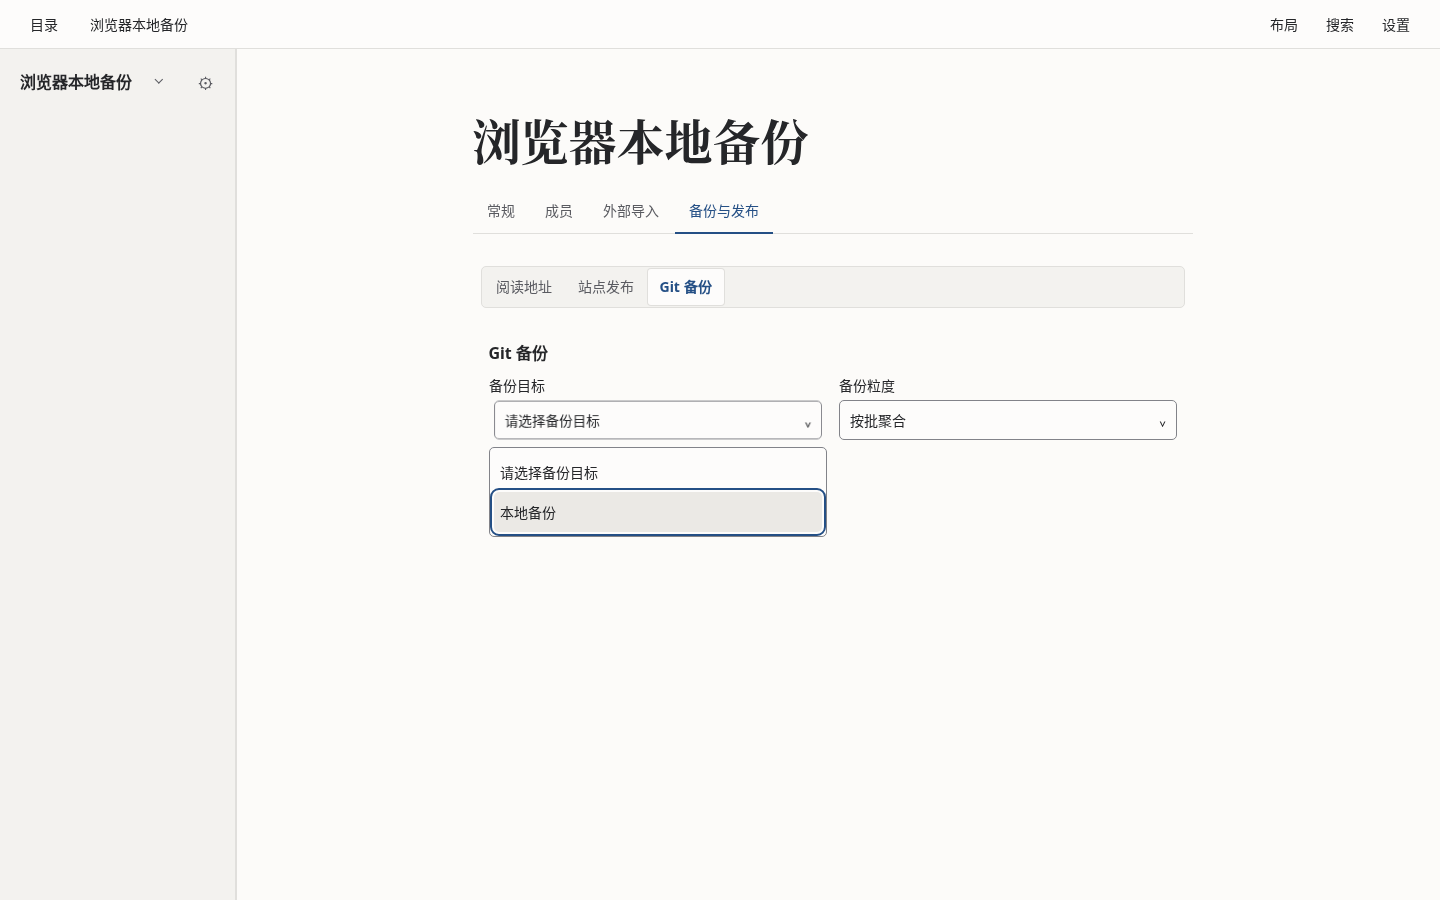 目录 浏览器本地备份 布局 搜索 设置
浏览器本地备份
浏览器本地备份
常规 成员 外部导入 备份与发布
阅读地址 站点发布 Git 备份
Git 备份
备份目标 备份粒度
请选择备份目标 按批聚合
请选择备份目标
本地备份